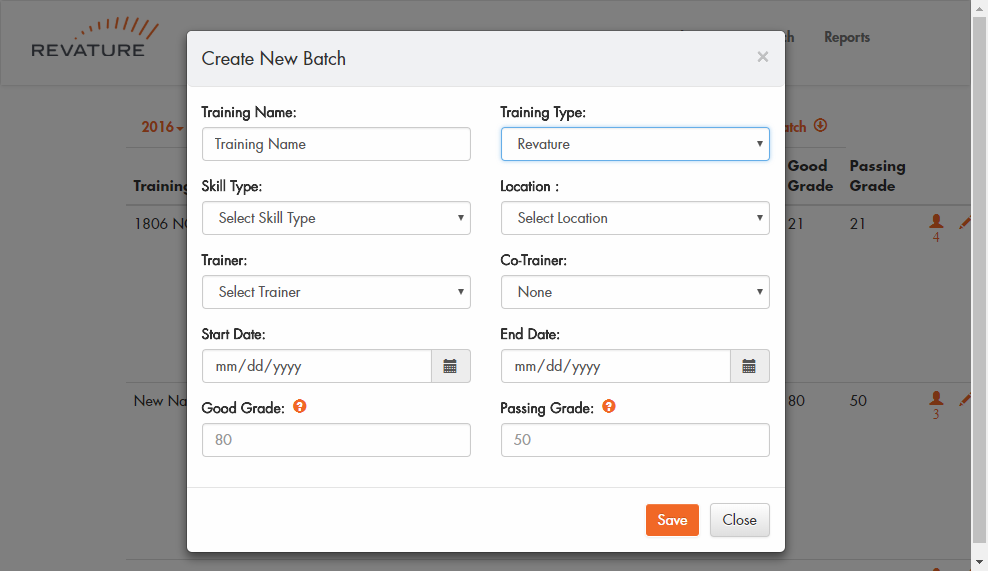 REVATURE
Reports
Create New Batch ×
2016
Training Name: Training Type:
Training Name Revature
Good Grade Passing Grade
Training
Skill Type: Location :
Select Skill Type Select Location
1806 21 21
4
Trainer: Co-Trainer:
Select Trainer None
Start Date: End Date:
mm/dd/yyyy mm/dd/yyyy
New 80 50
3
Good Grade: ? Passing Grade: ?
80 50
Save Close